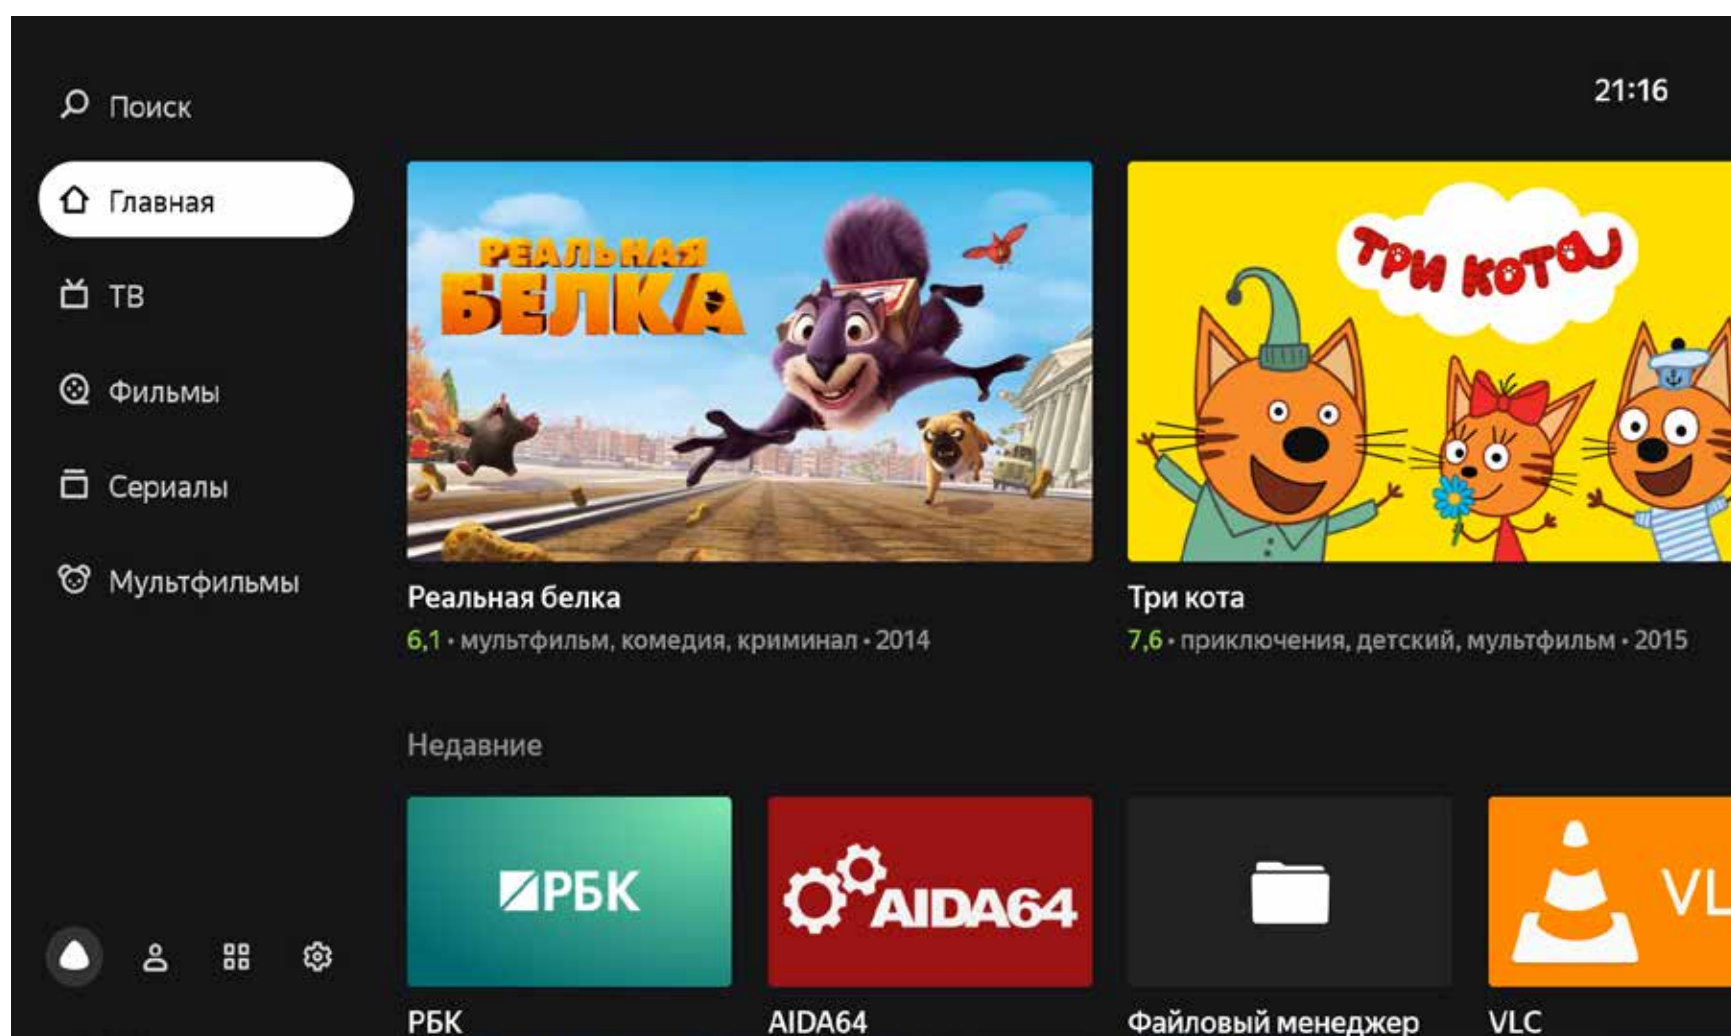 Поиск
21:16
Главная
ТВ
Фильмы
Сериалы
Мультфильмы
РЕАЛЬНАЯ
БЕЛКА
ТРИ КОТА
Реальная белка
6,1 • мультфильм, комедия, криминал • 2014
Три кота
7,6 • приключения, детский, мультфильм • 2015
Недавние
РБК
AIDA64
VL
РБК
AIDA64
Файловый менеджер
VLC